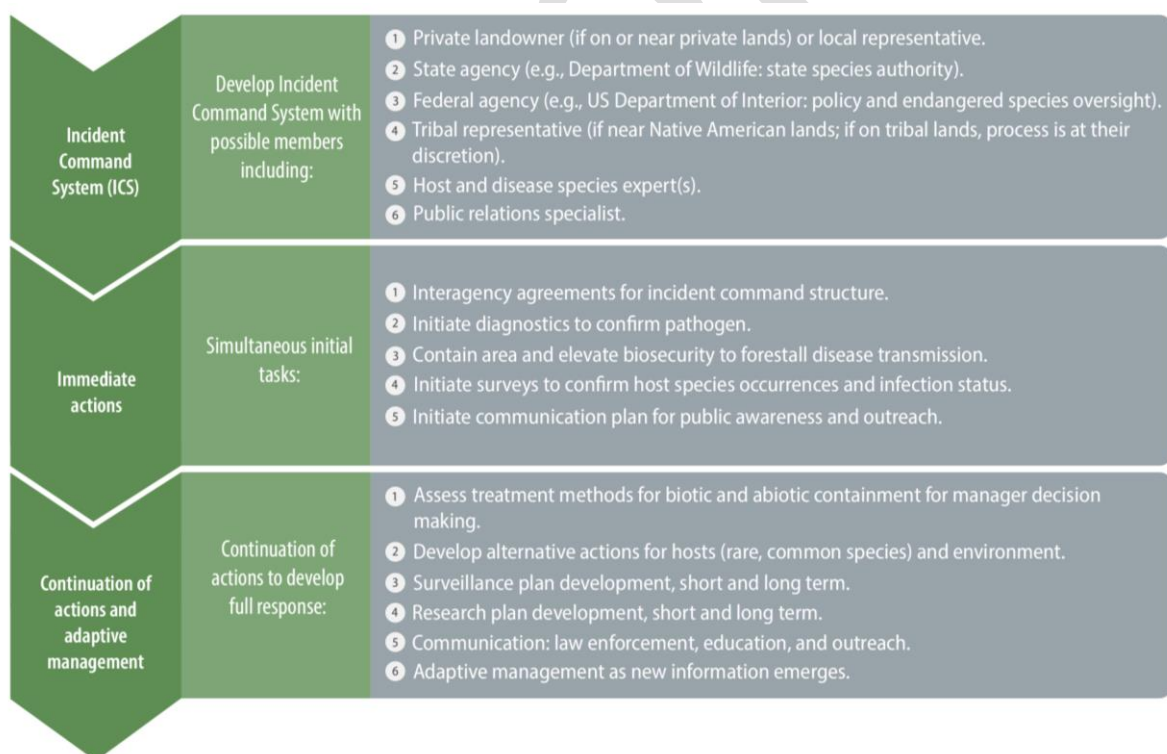 Incident
Command
System (ICS)
Develop Incident
Command System with
possible members
including:
1 Private landowner (if on or near private lands) or local representative.
2 State agency (e.g., Department of Wildlife: state species authority).
3 Federal agency (e.g., US Department of Interior: policy and endangered species oversight).
4 Tribal representative (if near Native American lands; if on tribal lands, process is at their
discretion).
5 Host and disease species expert(s).
6 Public relations specialist.
Immediate
actions
Simultaneous initial
tasks:
1 Interagency agreements for incident command structure.
2 Initiate diagnostics to confirm pathogen.
3 Contain area and elevate biosecurity to forestall disease transmission.
4 Initiate surveys to confirm host species occurrences and infection status.
5 Initiate communication plan for public awareness and outreach.
Continuation of
actions and
adaptive
management
Continuation of
actions to develop
full response:
1 Assess treatment methods for biotic and abiotic containment for manager decision
making.
2 Develop alternative actions for hosts (rare, common species) and environment.
3 Surveillance plan development, short and long term.
4 Research plan development, short and long term.
5 Communication: law enforcement, education, and outreach.
6 Adaptive management as new information emerges.